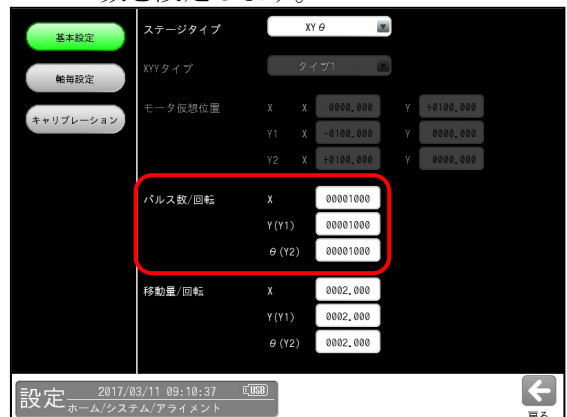 数を設定します。
基本設定
軸毎設定
キャリブレーション
ステージタイプ XYθ
XYYタイプ タイプ1
モータ仮想位置 X X 0000.000 Y +0100.000
Y1 X -0100.000 Y 0000.000
Y2 X +0100.000 Y 0000.000
パルス数/回転 X 00001000
Y(Y1) 00001000
θ(Y2) 00001000
移動量/回転 X 0002.000
Y(Y1) 0002.000
θ(Y2) 0002.000
設定 2017/03/11 09:10:37 E:USB
ホーム/システム/アライメント
戻る